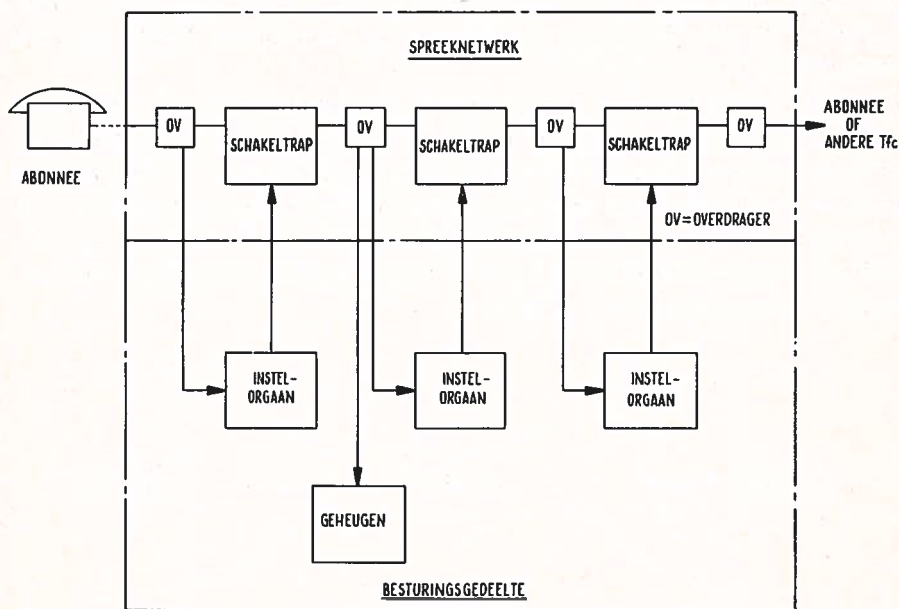 SPREEKNETWERK
ABONNEE
OV
SCHAKELTRAP
OV
SCHAKELTRAP
OV
SCHAKELTRAP
OV
ABONNEE
OF
ANDERE Tfc
OV=OVERDRAGER
INSTEL-
ORGAAN
INSTEL-
ORGAAN
INSTEL-
ORGAAN
GEHEUGEN
BESTURINGSGEDEELTE